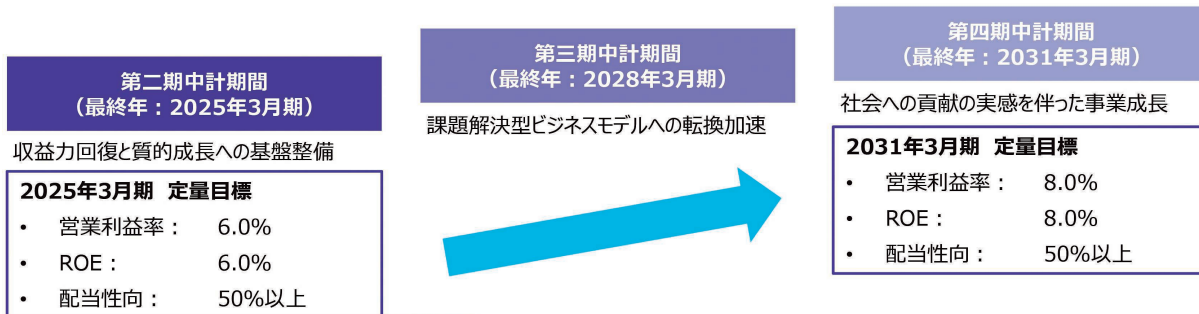 第二期中計期間
（最終年：2025年3月期）
収益力回復と質的成長への基盤整備
2025年3月期 定量目標
• 営業利益率： 6.0%
• ROE： 6.0%
• 配当性向： 50%以上
第三期中計期間
（最終年：2028年3月期）
課題解決型ビジネスモデルへの転換加速
第四期中計期間
（最終年：2031年3月期）
社会への貢献の実感を伴った事業成長
2031年3月期 定量目標
• 営業利益率： 8.0%
• ROE： 8.0%
• 配当性向： 50%以上